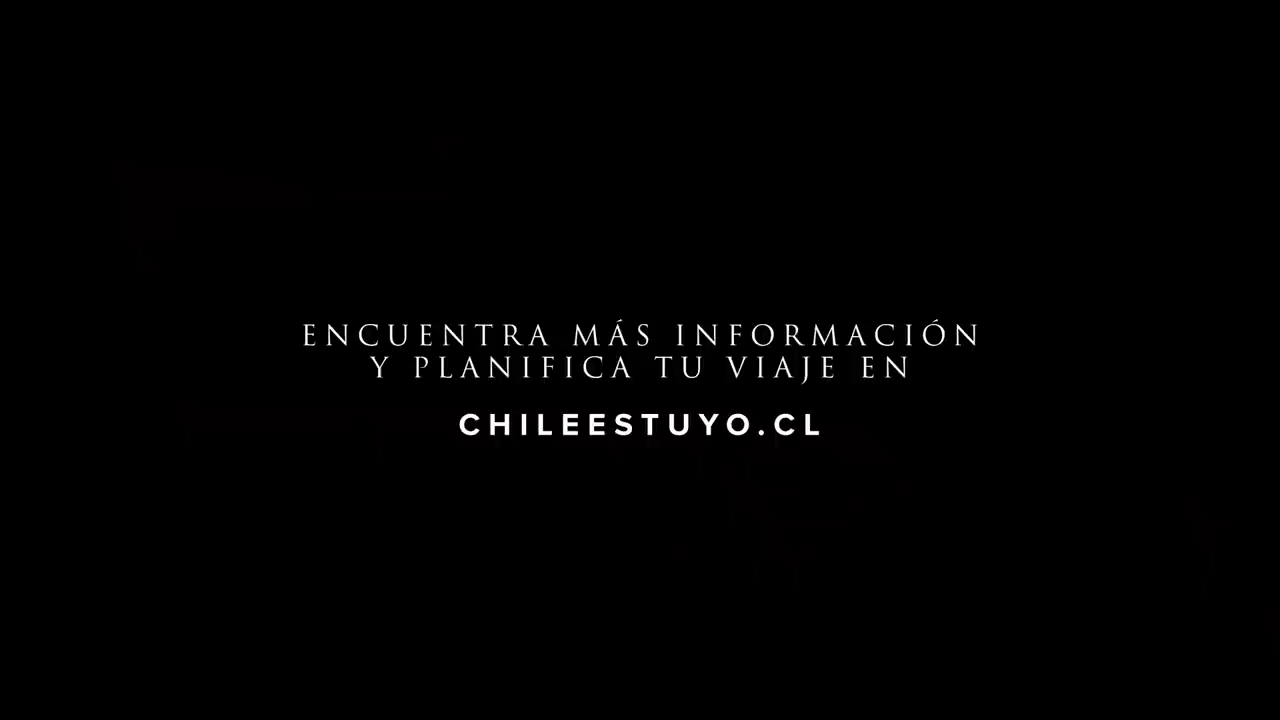 ENCUENTRA MÁS INFORMACIÓN
Y PLANIFICA TU VIAJE EN
CHILEESTUYO.CL